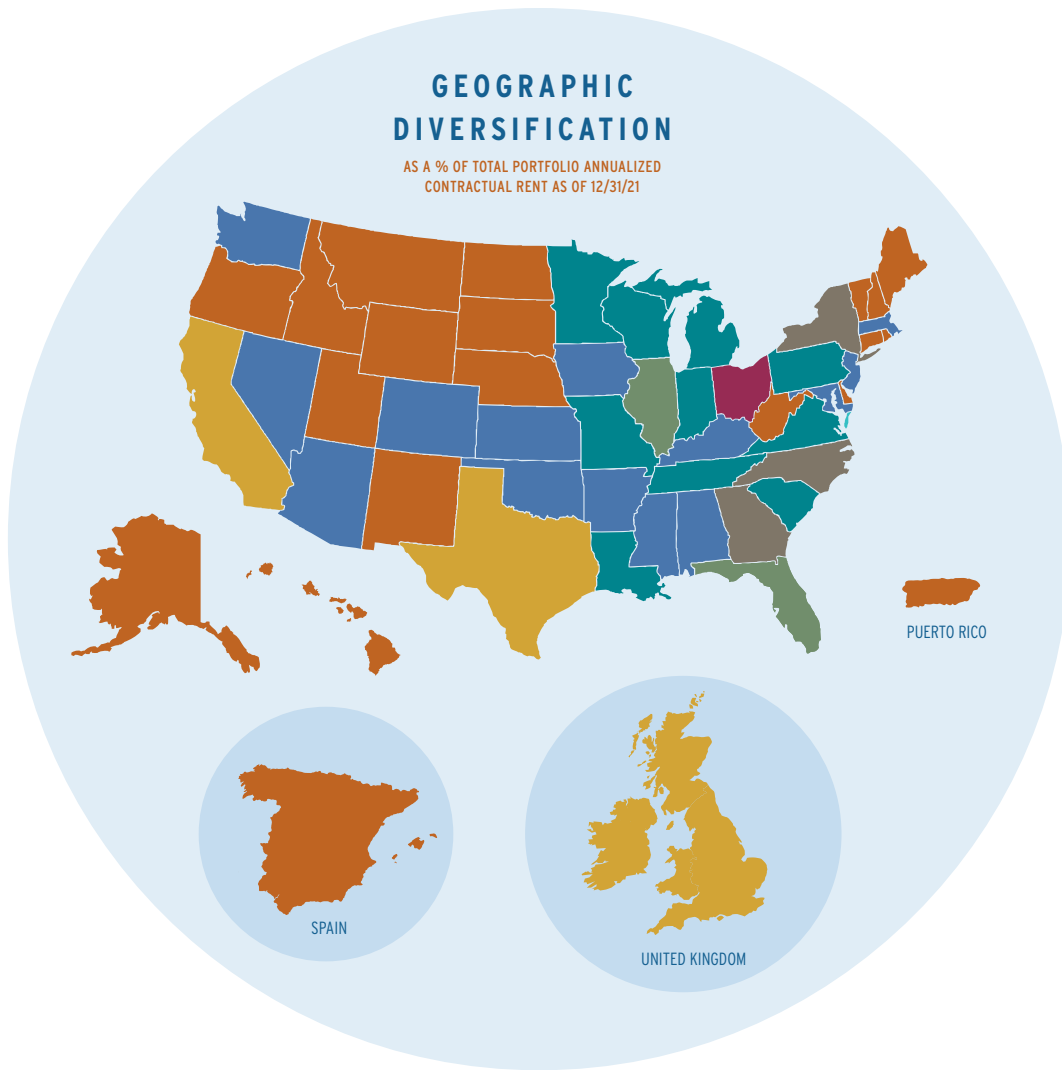 GEOGRAPHIC
DIVERSIFICATION
AS A % OF TOTAL PORTFOLIO ANNUALIZED
CONTRACTUAL RENT AS OF 12/31/21
PUERTO RICO
SPAIN
UNITED KINGDOM